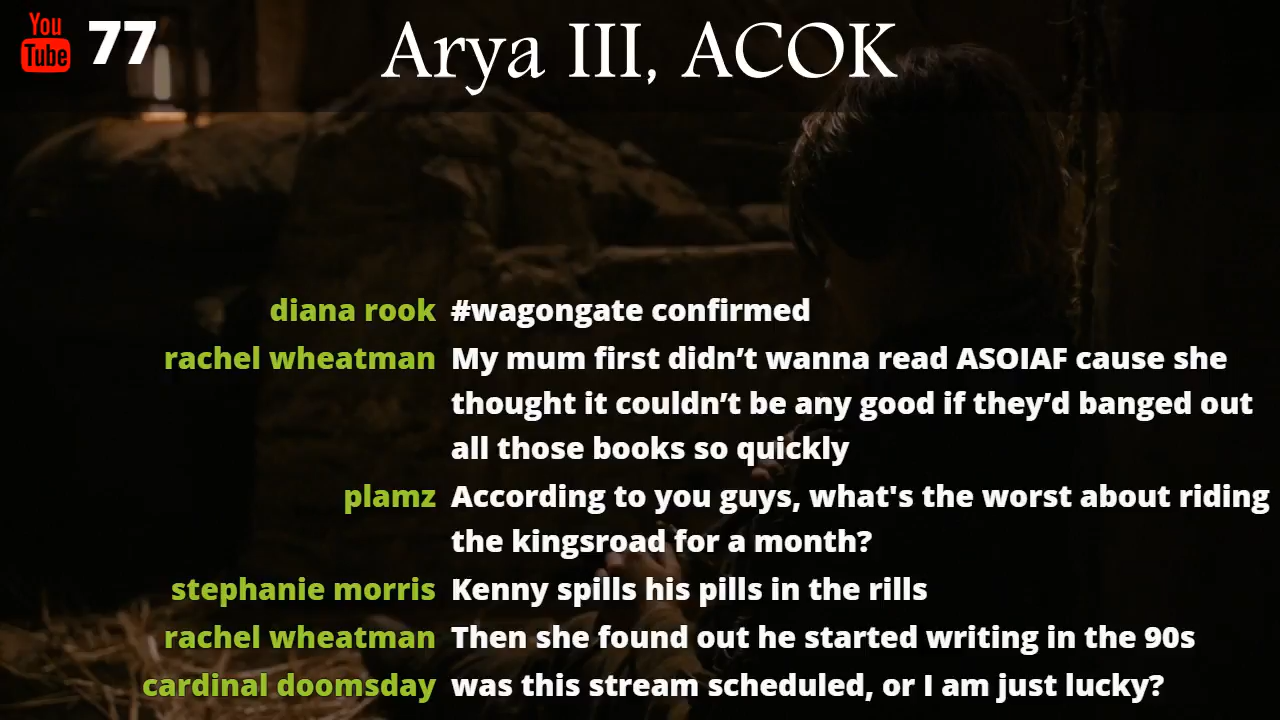 You
Tube
77
Arya III, ACOK
diana rook #wagongate confirmed
rachel wheatman My mum first didn’t wanna read ASOIAF cause she
thought it couldn’t be any good if they’d banged out
all those books so quickly
plamz According to you guys, what's the worst about riding
the kingsroad for a month?
stephanie morris Kenny spills his pills in the rills
rachel wheatman Then she found out he started writing in the 90s
cardinal doomsday was this stream scheduled, or I am just lucky?